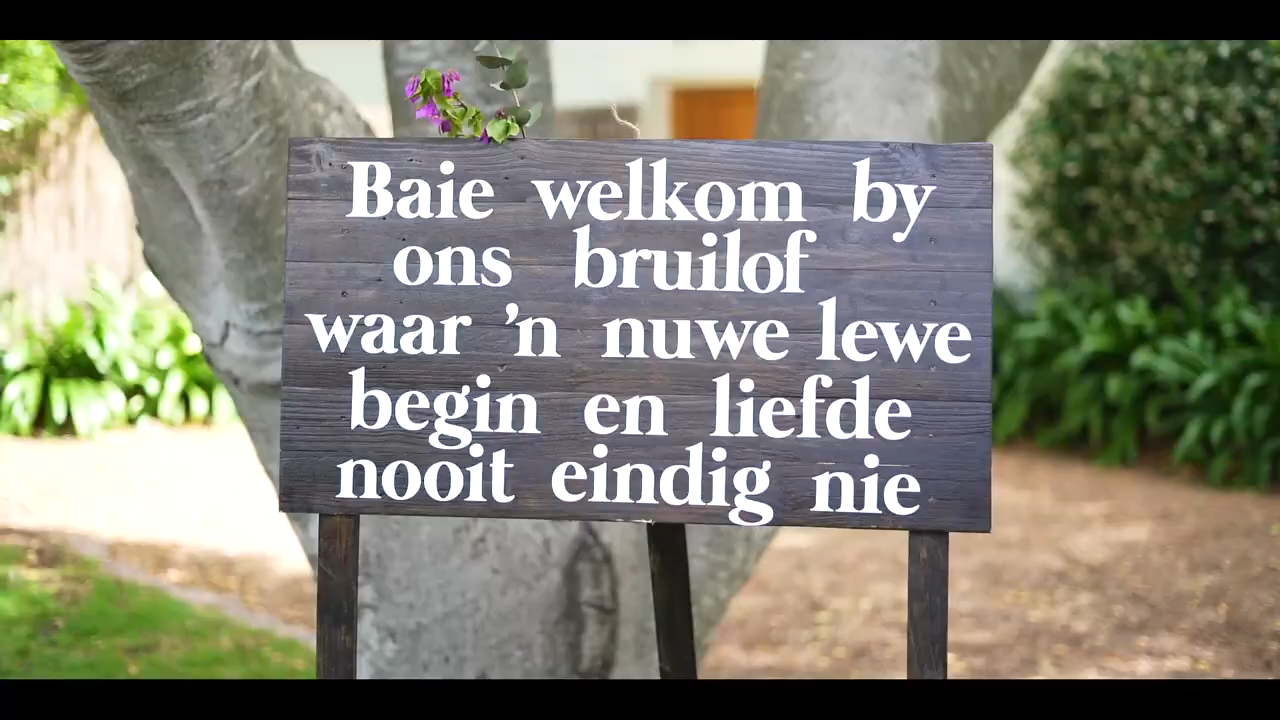 Baie welkom by
ons bruilof
waar ’n nuwe lewe
begin en liefde
nooit eindig nie